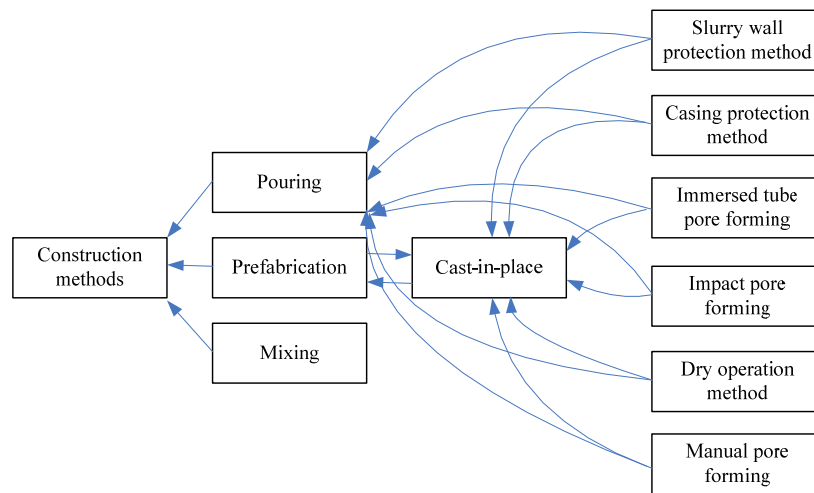 Construction
methods
Pouring
Prefabrication
Mixing
Cast-in-place
Slurry wall
protection method
Casing protection
method
Immersed tube
pore forming
Impact pore
forming
Dry operation
method
Manual pore
forming